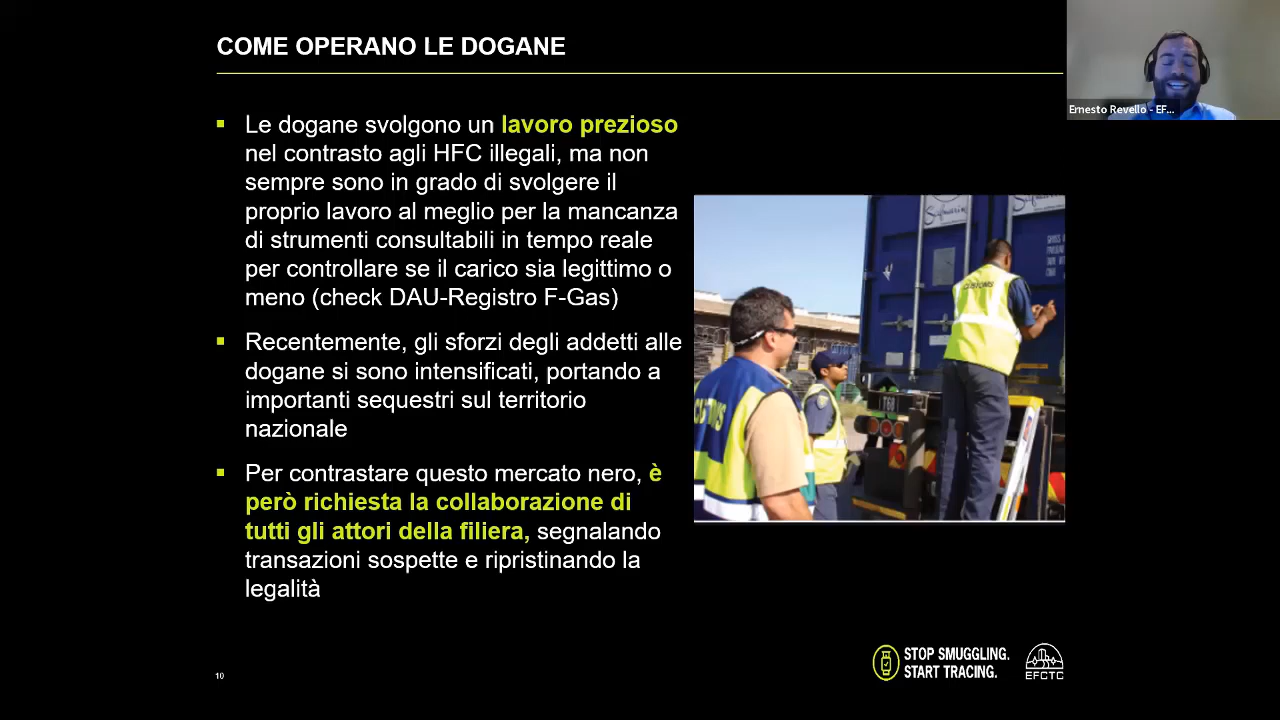 COME OPERANO LE DOGANE
Ernesto Revello - EF...
Le dogane svolgono un lavoro prezioso
nel contrasto agli HFC illegali, ma non
sempre sono in grado di svolgere il
proprio lavoro al meglio per la mancanza
di strumenti consultabili in tempo reale
per controllare se il carico sia legittimo o
meno (check DAU-Registro F-Gas)
Recentemente, gli sforzi degli addetti alle
dogane si sono intensificati, portando a
importanti sequestri sul territorio
nazionale
Per contrastare questo mercato nero, è
però richiesta la collaborazione di
tutti gli attori della filiera, segnalando
transazioni sospette e ripristinando la
legalità
CUSTOMS
CUSTOMS
STOP SMUGGLING.
START TRACING.
EFCTC
10